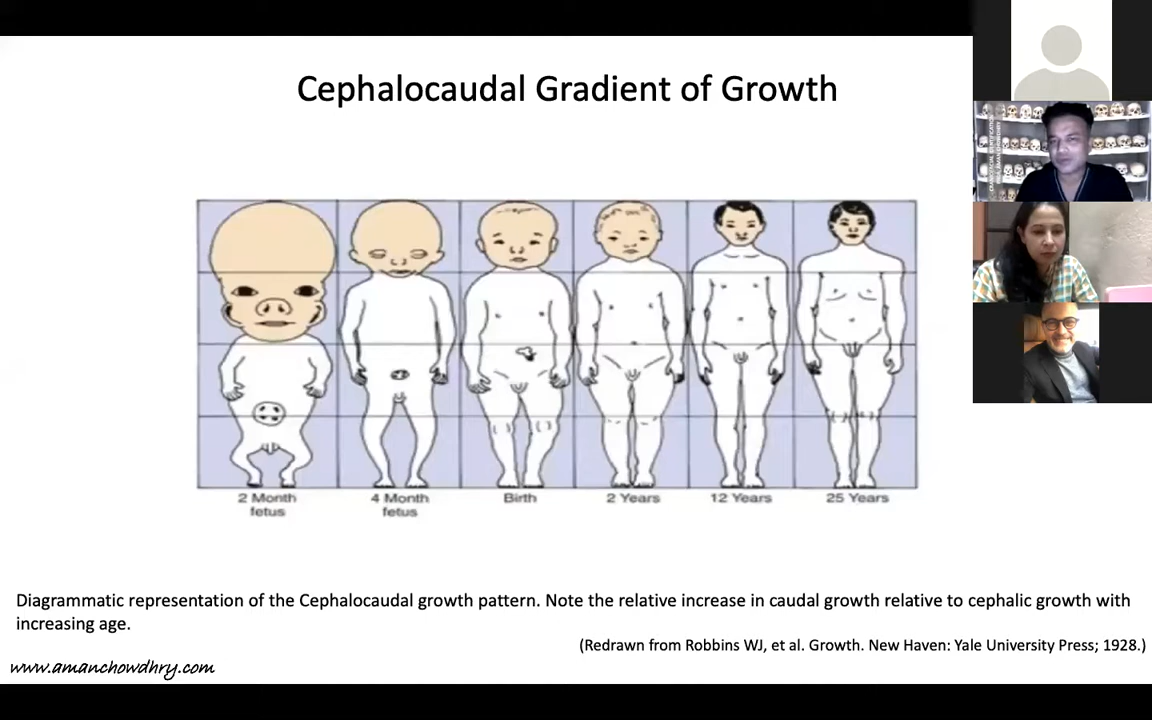 Cephalocaudal Gradient of Growth
2 Month
fetus
4 Month
fetus
Birth
2 Years
12 Years
25 Years
Diagrammatic representation of the Cephalocaudal growth pattern. Note the relative increase in caudal growth relative to cephalic growth with
increasing age.
(Redrawn from Robbins WJ, et al. Growth. New Haven: Yale University Press; 1928.)
www.amanchowdhry.com